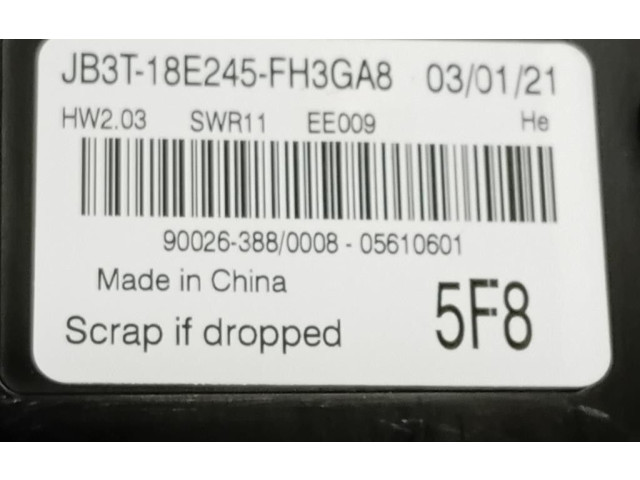 JB3T-18E245-FH3GA8 03/01/21
HW2.03 SWR11 EE009 He
90026-388/0008 - 05610601
Made in China
Scrap if dropped 5F8